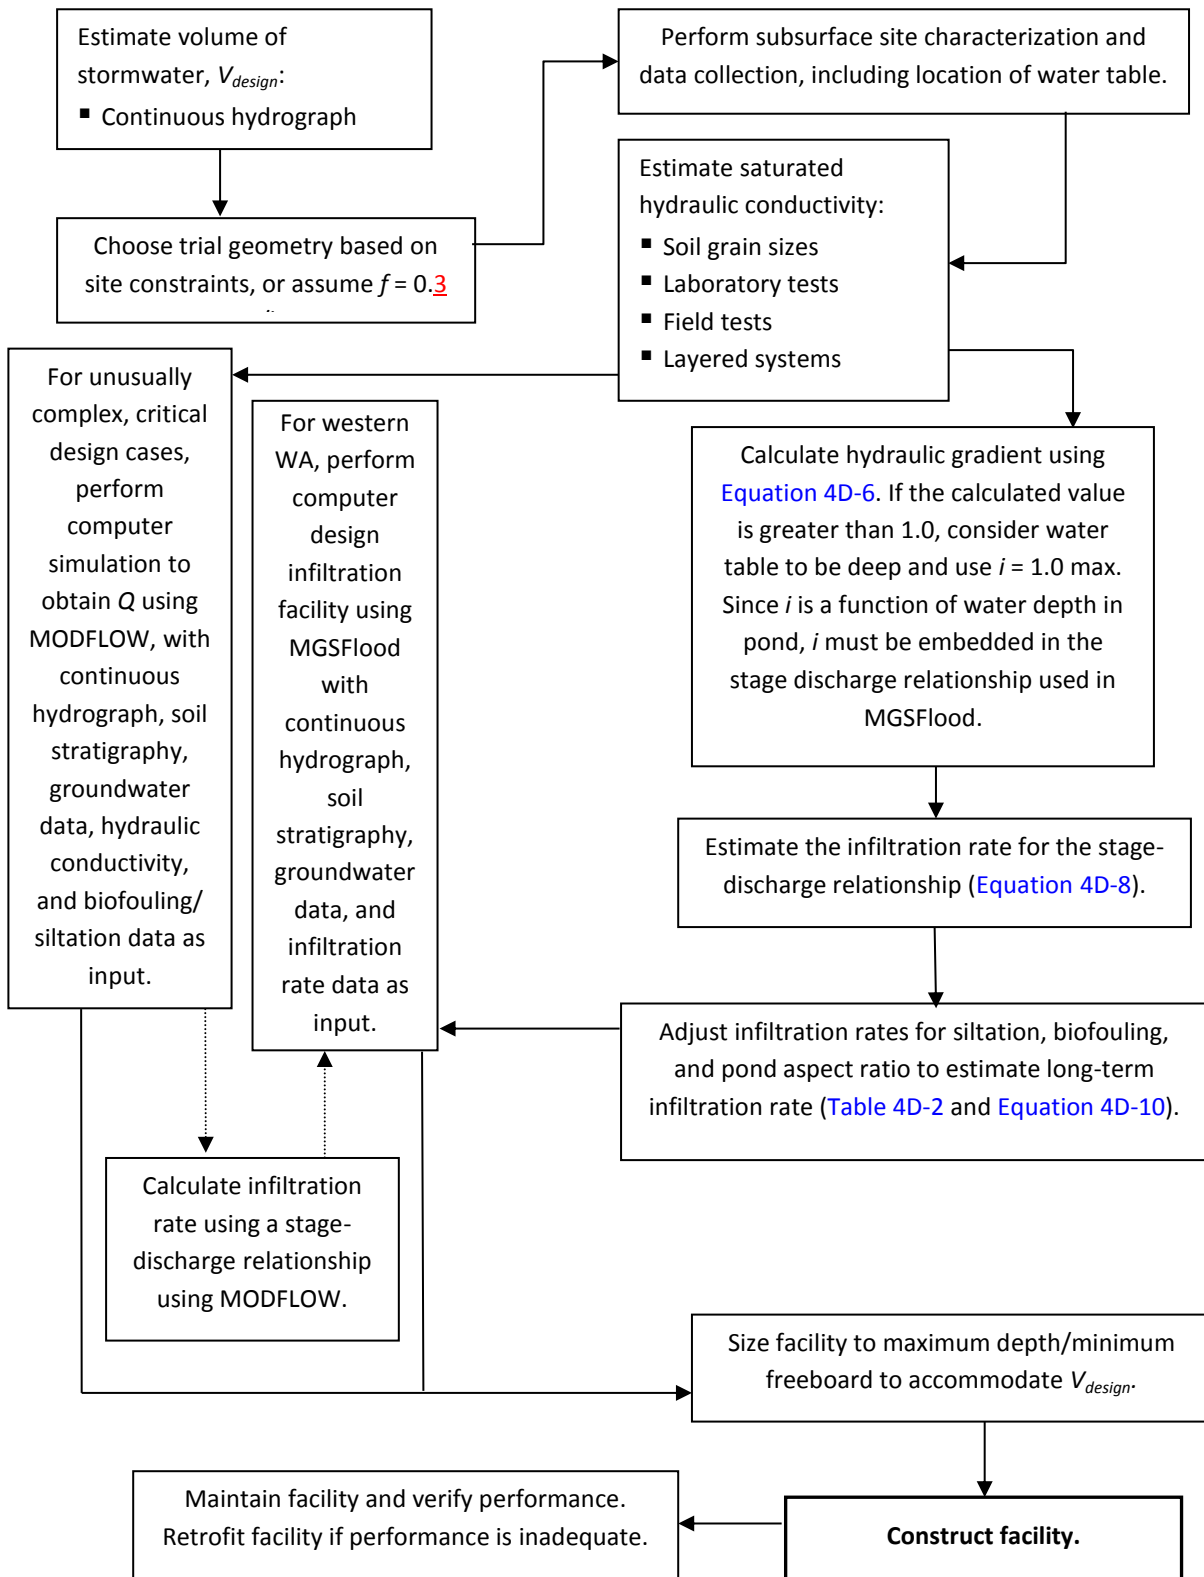 Estimate volume of
stormwater, Vdesign:
▪ Continuous hydrograph
Choose trial geometry based on
site constraints, or assume f = 0.3
Perform subsurface site characterization and
data collection, including location of water table.
Estimate saturated
hydraulic conductivity:
▪ Soil grain sizes
▪ Laboratory tests
▪ Field tests
▪ Layered systems
For unusually
complex, critical
design cases,
perform
computer
simulation to
obtain Q using
MODFLOW, with
continuous
hydrograph, soil
stratigraphy,
groundwater
data, hydraulic
conductivity,
and biofouling/
siltation data as
input.
For western
WA, perform
computer
design
infiltration
facility using
MGSFlood
with
continuous
hydrograph,
soil
stratigraphy,
groundwater
data, and
infiltration
rate data as
input.
Calculate hydraulic gradient using
Equation 4D-6. If the calculated value
is greater than 1.0, consider water
table to be deep and use i = 1.0 max.
Since i is a function of water depth in
pond, i must be embedded in the
stage discharge relationship used in
MGSFlood.
Estimate the infiltration rate for the stage-
discharge relationship (Equation 4D-8).
Adjust infiltration rates for siltation, biofouling,
and pond aspect ratio to estimate long-term
infiltration rate (Table 4D-2 and Equation 4D-10).
Calculate infiltration
rate using a stage-
discharge relationship
using MODFLOW.
Size facility to maximum depth/minimum
freeboard to accommodate Vdesign.
Construct facility.
Maintain facility and verify performance.
Retrofit facility if performance is inadequate.